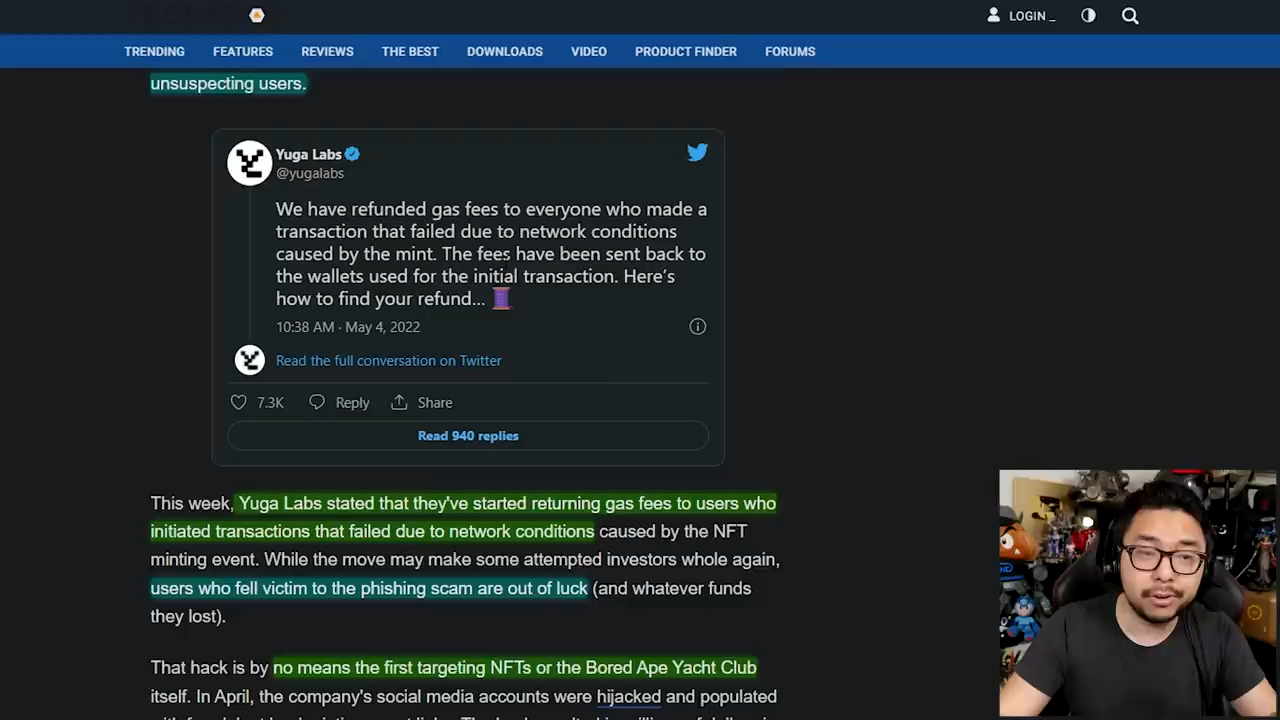 LOGIN _
TRENDING FEATURES REVIEWS THE BEST DOWNLOADS VIDEO PRODUCT FINDER FORUMS
unsuspecting users.
Yuga Labs
@yugalabs
We have refunded gas fees to everyone who made a
transaction that failed due to network conditions
caused by the mint. The fees have been sent back to
the wallets used for the initial transaction. Here's
how to find your refund...
10:38 AM · May 4, 2022
Read the full conversation on Twitter
7.3K Reply Share
Read 940 replies
This week, Yuga Labs stated that they've started returning gas fees to users who
initiated transactions that failed due to network conditions caused by the NFT
minting event. While the move may make some attempted investors whole again,
users who fell victim to the phishing scam are out of luck (and whatever funds
they lost).
That hack is by no means the first targeting NFTs or the Bored Ape Yacht Club
itself. In April, the company's social media accounts were hijacked and populated